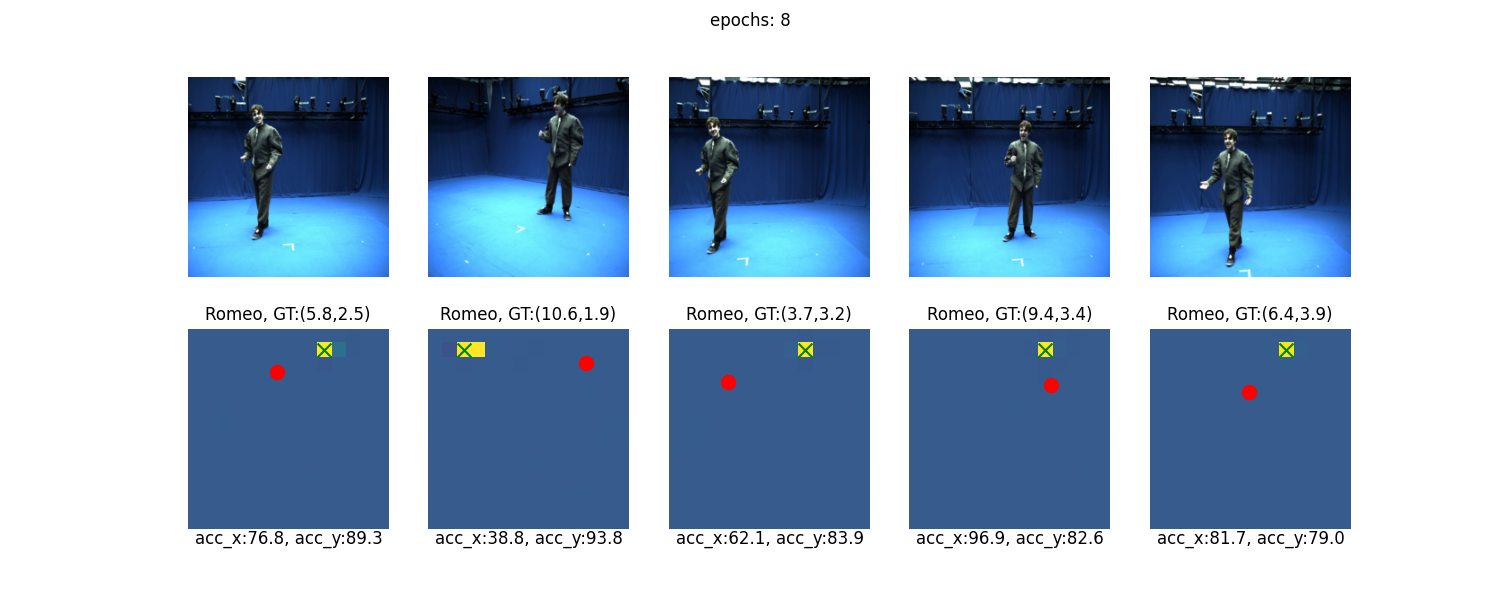 epochs: 8
Romeo, GT:(5.8,2.5)
Romeo, GT:(10.6,1.9)
Romeo, GT:(3.7,3.2)
Romeo, GT:(9.4,3.4)
Romeo, GT:(6.4,3.9)
acc_x:76.8, acc_y:89.3
acc_x:38.8, acc_y:93.8
acc_x:62.1, acc_y:83.9
acc_x:96.9, acc_y:82.6
acc_x:81.7, acc_y:79.0